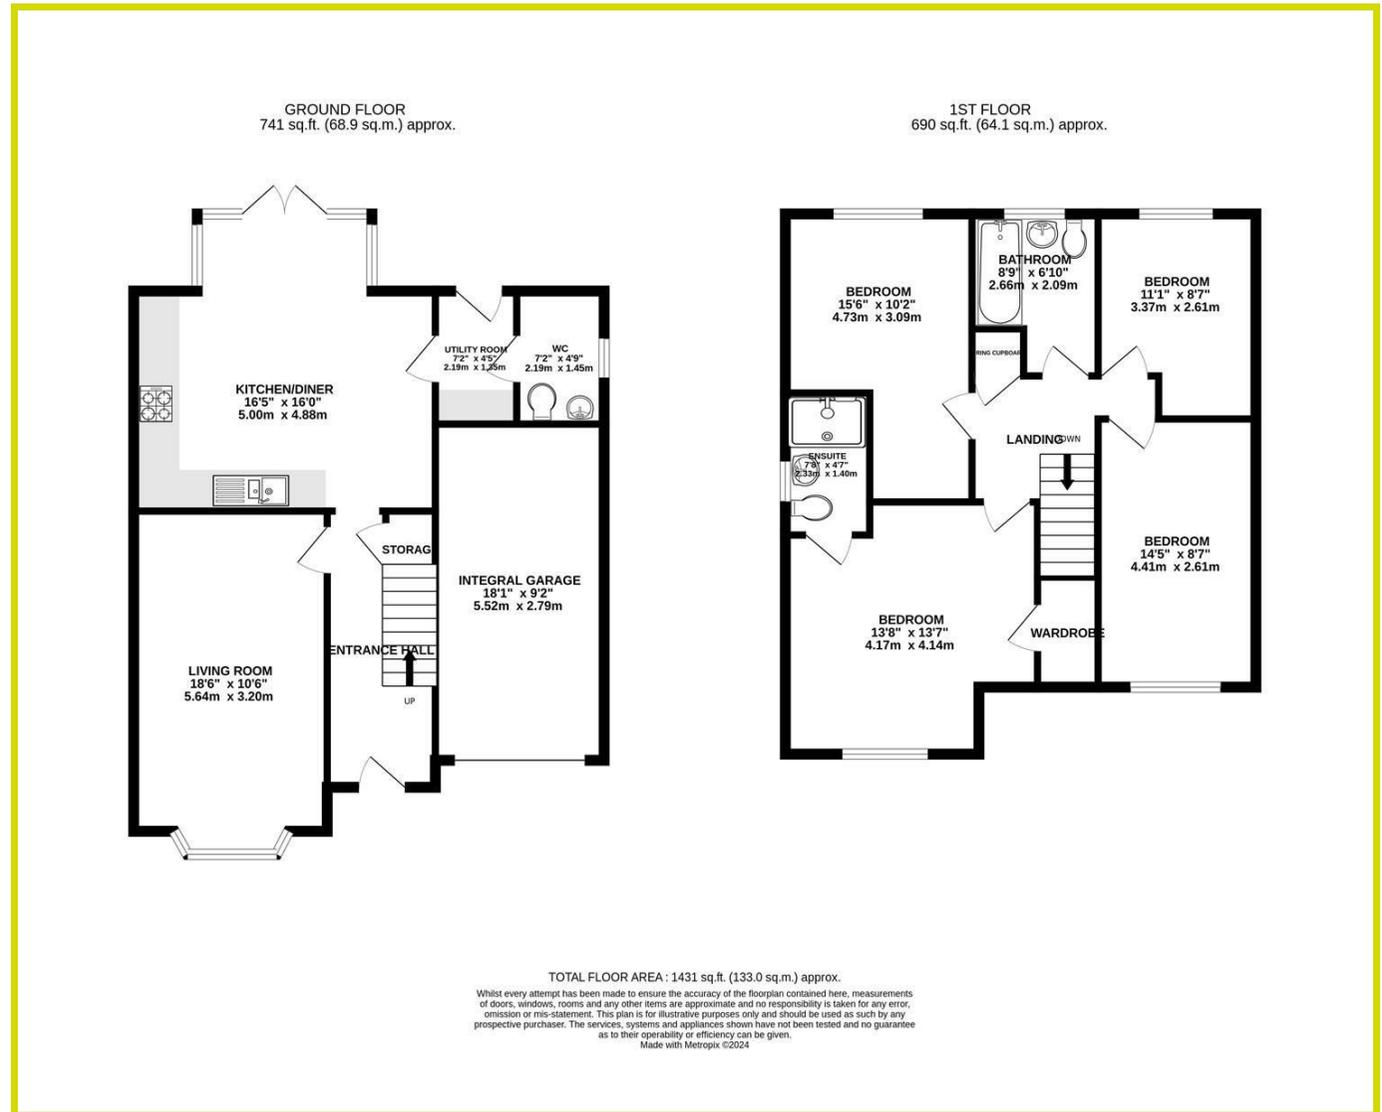 GROUND FLOOR
741 sq.ft. (68.9 sq.m.) approx.
1ST FLOOR
690 sq.ft. (64.1 sq.m.) approx.
KITCHEN/DINER
16'5" x 16'0"
5.00m x 4.88m
UTILITY ROOM
7'2" x 4'5"
2.19m x 1.35m
WC
7'2" x 4'9"
2.19m x 1.45m
STORAG
INTEGRAL GARAGE
18'1" x 9'2"
5.52m x 2.79m
ENTRANCE HALL
UP
LIVING ROOM
18'6" x 10'6"
5.64m x 3.20m
BEDROOM
15'6" x 10'2"
4.73m x 3.09m
BATHROOM
8'9" x 6'10"
2.66m x 2.09m
BEDROOM
11'1" x 8'7"
3.37m x 2.61m
RING CUPBOAR
LANDING
DOWN
ENSUITE
7'8" x 4'7"
2.33m x 1.40m
BEDROOM
14'5" x 8'7"
4.41m x 2.61m
BEDROOM
13'8" x 13'7"
4.17m x 4.14m
WARDROBE
TOTAL FLOOR AREA : 1431 sq.ft. (133.0 sq.m.) approx.
Whilst every attempt has been made to ensure the accuracy of the floorplan contained here, measurements
of doors, windows, rooms and any other items are approximate and no responsibility is taken for any error,
omission or mis-statement. This plan is for illustrative purposes only and should be used as such by any
prospective purchaser. The services, systems and appliances shown have not been tested and no guarantee
as to their operability or efficiency can be given.
Made with Metropix ©2024